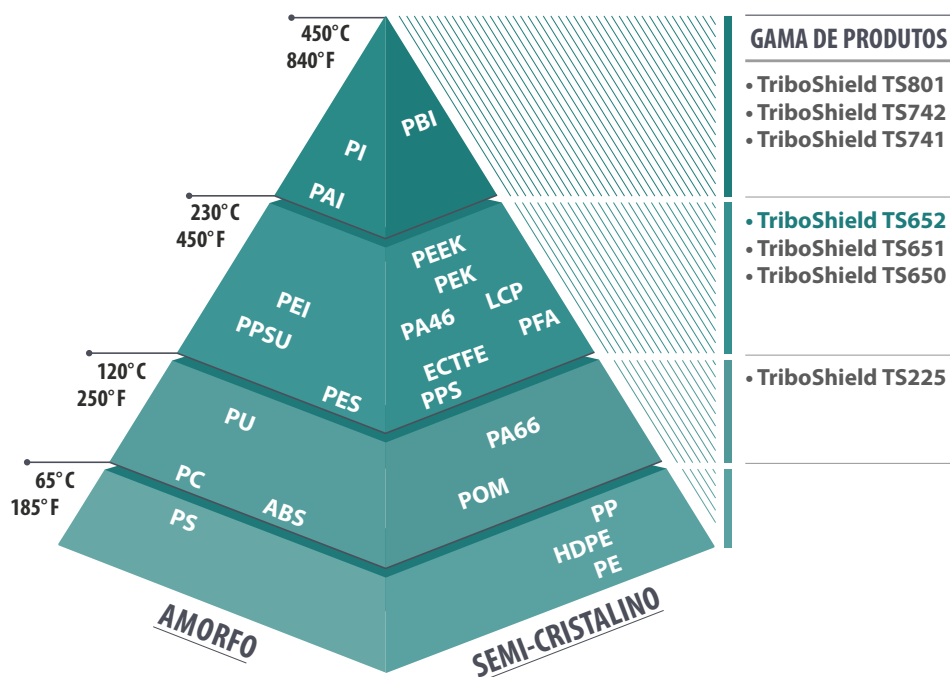 450°C
840°F
230°C
450°F
120°C
250°F
65°C
185°F
PI
PAI
PBI
PEI
PPSU
PES
PEEK
PEK
LCP
PA46
PFA
ECTFE
PPS
PU
PC
ABS
PA66
POM
PS
PP
HDPE
PE
AMORFO
SEMI-CRISTALINO
GAMA DE PRODUTOS
• TriboShield TS801
• TriboShield TS742
• TriboShield TS741
• TriboShield TS652
• TriboShield TS651
• TriboShield TS650
• TriboShield TS225